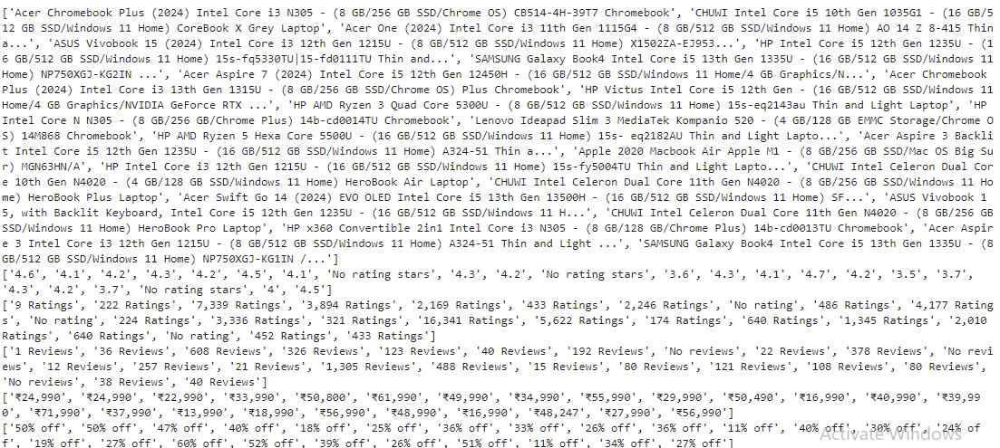 ['Acer Chromebook Plus (2024) Intel Core i3 N305 - (8 GB/256 GB SSD/Chrome OS) CB514-4H-39T7 Chromebook', 'CHUWI Intel Core i5 10th Gen 1035G1 - (16 GB/5
12 GB SSD/Windows 11 Home) CoreBook X Grey Laptop', 'Acer One (2024) Intel Core i3 11th Gen 1115G4 - (8 GB/512 GB SSD/Windows 11 Home) AO 14 Z 8-415 Thin
a...', 'ASUS Vivobook 15 (2024) Intel Core i3 12th Gen 1215U - (8 GB/512 GB SSD/Windows 11 Home) X1502ZA-EJ953...', 'HP Intel Core i5 12th Gen 1235U - (1
6 GB/512 GB SSD/Windows 11 Home) 15s-fq5330TU|15-fd0111TU Thin and...', 'SAMSUNG Galaxy Book4 Intel Core i5 13th Gen 1335U - (16 GB/512 GB SSD/Windows 11
Home) NP750XGJ-KG2IN ...', 'Acer Aspire 7 (2024) Intel Core i5 12th Gen 12450H - (16 GB/512 GB SSD/Windows 11 Home/4 GB Graphics/N...', 'Acer Chromebook
Plus (2024) Intel Core i3 13th Gen 1315U - (8 GB/256 GB SSD/Chrome OS) Plus Chromebook', 'HP Victus Intel Core i5 12th Gen - (16 GB/512 GB SSD/Windows 11
Home/4 GB Graphics/NVIDIA GeForce RTX ...', 'HP AMD Ryzen 3 Quad Core 5300U - (8 GB/512 GB SSD/Windows 11 Home) 15s-eq2143au Thin and Light Laptop', 'HP
Intel Core N N305 - (8 GB/256 GB/Chrome Plus) 14b-cd0014TU Chromebook', 'Lenovo Ideapad Slim 3 MediaTek Kompanio 520 - (4 GB/128 GB EMMC Storage/Chrome O
S) 14M868 Chromebook', 'HP AMD Ryzen 5 Hexa Core 5500U - (16 GB/512 GB SSD/Windows 11 Home) 15s- eq2182AU Thin and Light Lapto...', 'Acer Aspire 3 Backli
t Intel Core i5 12th Gen 1235U - (16 GB/512 GB SSD/Windows 11 Home) A324-51 Thin a...', 'Apple 2020 Macbook Air Apple M1 - (8 GB/256 GB SSD/Mac OS Big Su
r) MGN63HN/A', 'HP Intel Core i3 12th Gen 1215U - (16 GB/512 GB SSD/Windows 11 Home) 15s-fy5004TU Thin and Light Lapto...', 'CHUWI Intel Celeron Dual Cor
e 10th Gen N4020 - (4 GB/128 GB SSD/Windows 11 Home) HeroBook Air Laptop', 'CHUWI Intel Celeron Dual Core 11th Gen N4020 - (8 GB/256 GB SSD/Windows 11 Ho
me) HeroBook Plus Laptop', 'Acer Swift Go 14 (2024) EVO OLED Intel Core i5 13th Gen 13500H - (16 GB/512 GB SSD/Windows 11 Home) SF...', 'ASUS Vivobook 1
5, with Backlit Keyboard, Intel Core i5 12th Gen 1235U - (16 GB/512 GB SSD/Windows 11 H...', 'CHUWI Intel Celeron Dual Core 11th Gen N4020 - (8 GB/256 GB
SSD/Windows 11 Home) HeroBook Pro Laptop', 'HP x360 Convertible 2in1 Intel Core i3 N305 - (8 GB/128 GB/Chrome Plus) 14b-cd0013TU Chromebook', 'Acer Aspir
e 3 Intel Core i3 12th Gen 1215U - (8 GB/512 GB SSD/Windows 11 Home) A324-51 Thin and Light ...', 'SAMSUNG Galaxy Book4 Intel Core i5 13th Gen 1335U - (8
GB/512 GB SSD/Windows 11 Home) NP750XGJ-KG1IN /...']
['4.6', '4.1', '4.2', '4.3', '4.2', '4.5', '4.1', 'No rating stars', '4.3', '4.2', 'No rating stars', '3.6', '4.3', '4.1', '4.7', '4.2', '3.5', '3.7',
'4.3', '4.2', '3.7', 'No rating stars', '4', '4.5']
['9 Ratings', '222 Ratings', '7,339 Ratings', '3,894 Ratings', '2,169 Ratings', '433 Ratings', '2,246 Ratings', 'No rating', '486 Ratings', '4,177 Rating
s', 'No rating', '224 Ratings', '3,336 Ratings', '321 Ratings', '16,341 Ratings', '5,622 Ratings', '174 Ratings', '640 Ratings', '1,345 Ratings', '2,010
Ratings', '640 Ratings', 'No rating', '452 Ratings', '433 Ratings']
['1 Reviews', '36 Reviews', '608 Reviews', '326 Reviews', '123 Reviews', '40 Reviews', '192 Reviews', 'No reviews', '22 Reviews', '378 Reviews', 'No revi
ews', '12 Reviews', '257 Reviews', '21 Reviews', '1,305 Reviews', '488 Reviews', '15 Reviews', '80 Reviews', '121 Reviews', '108 Reviews', '80 Reviews',
'No reviews', '38 Reviews', '40 Reviews']
['₹24,990', '₹24,990', '₹22,990', '₹33,990', '₹50,800', '₹61,990', '₹49,990', '₹34,990', '₹55,990', '₹29,990', '₹50,490', '₹16,990', '₹40,990', '₹39,99
0', '₹71,990', '₹37,990', '₹13,990', '₹18,990', '₹56,990', '₹48,990', '₹16,990', '₹48,247', '₹27,990', '₹56,990']
['50% off', '50% off', '47% off', '40% off', '18% off', '25% off', '36% off', '33% off', '26% off', '36% off', '11% off', '40% off', '30% off', '24% of
f', '19% off', '27% off', '60% off', '52% off', '39% off', '26% off', '51% off', '11% off', '34% off', '27% off']
Activate Windows